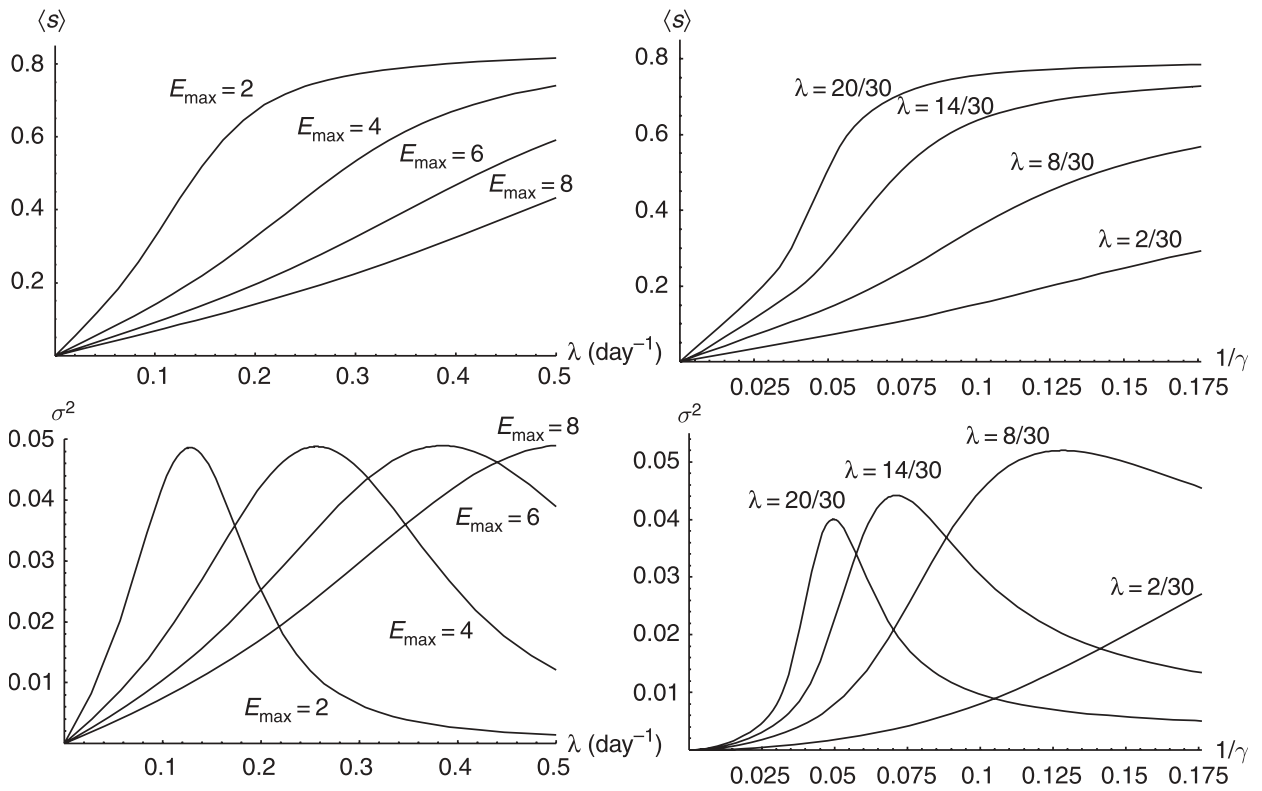 ⟨s⟩
0.8
0.6
0.4
0.2
E_max = 2
E_max = 4
E_max = 6
E_max = 8
0.1 0.2 0.3 0.4 0.5
λ (day⁻¹)
⟨s⟩
0.8
0.6
0.4
0.2
λ = 20/30
λ = 14/30
λ = 8/30
λ = 2/30
0.025 0.05 0.075 0.1 0.125 0.15 0.175
1/γ
σ²
0.05
0.04
0.03
0.02
0.01
E_max = 8
E_max = 6
E_max = 4
E_max = 2
0.1 0.2 0.3 0.4 0.5
λ (day⁻¹)
σ²
0.05
0.04
0.03
0.02
0.01
λ = 8/30
λ = 14/30
λ = 20/30
λ = 2/30
0.025 0.05 0.075 0.1 0.125 0.15 0.175
1/γ